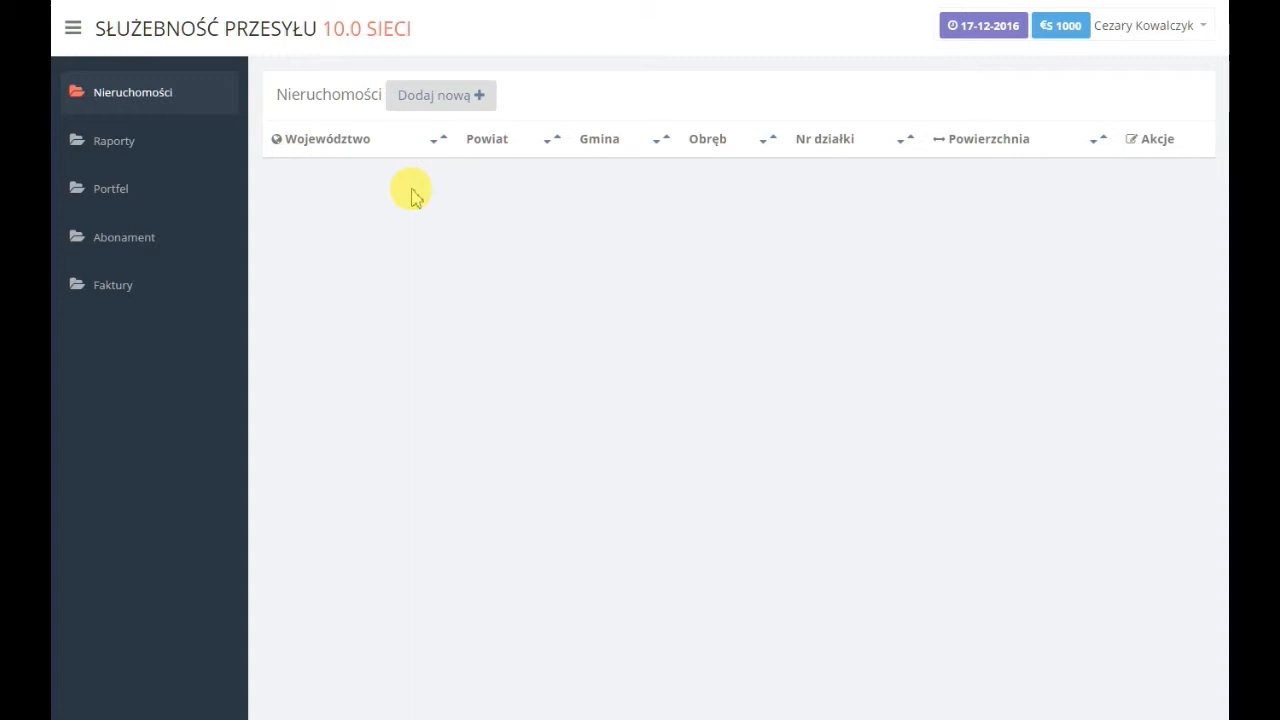 SŁUŻEBNOŚĆ PRZESYŁU 10.0 SIECI
17-12-2016 €$ 1000 Cezary Kowalczyk
Nieruchomości
Raporty
Portfel
Abonament
Faktury
Nieruchomości Dodaj nową
Województwo Powiat Gmina Obręb Nr działki Powierzchnia Akcje